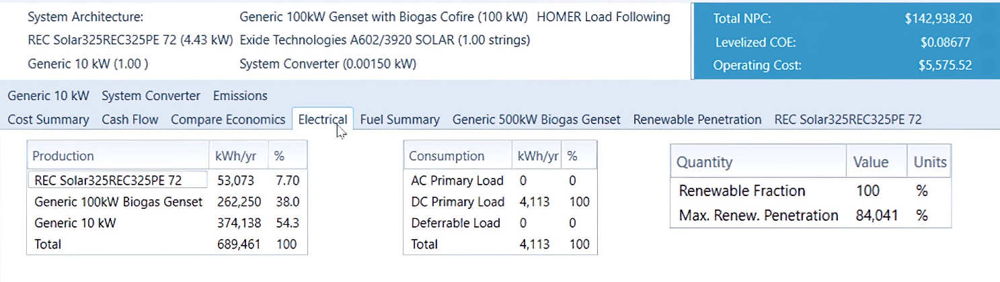 System Architecture: Generic 100kW Genset with Biogas Cofire (100 kW) HOMER Load Following
REC Solar325REC325PE 72 (4.43 kW) Exide Technologies A602/3920 SOLAR (1.00 strings)
Generic 10 kW (1.00 ) System Converter (0.00150 kW)
Total NPC: $142,938.20
Levelized COE: $0.08677
Operating Cost: $5,575.52
Generic 10 kW System Converter Emissions
Cost Summary Cash Flow Compare Economics Electrical Fuel Summary Generic 500kW Biogas Genset Renewable Penetration REC Solar325REC325PE 72
Production kWh/yr %
REC Solar325REC325PE 72 53,073 7.70
Generic 100kW Biogas Genset 262,250 38.0
Generic 10 kW 374,138 54.3
Total 689,461 100
Consumption kWh/yr %
AC Primary Load 0 0
DC Primary Load 4,113 100
Deferrable Load 0 0
Total 4,113 100
Quantity Value Units
Renewable Fraction 100 %
Max. Renew. Penetration 84,041 %